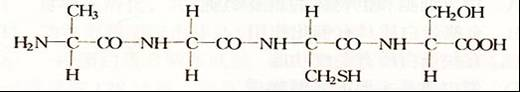 CH₃ H H CH₂OH
H₂N—C—CO—NH—C—CO—NH—C—CO—NH—C—COOH
H H CH₂SH H